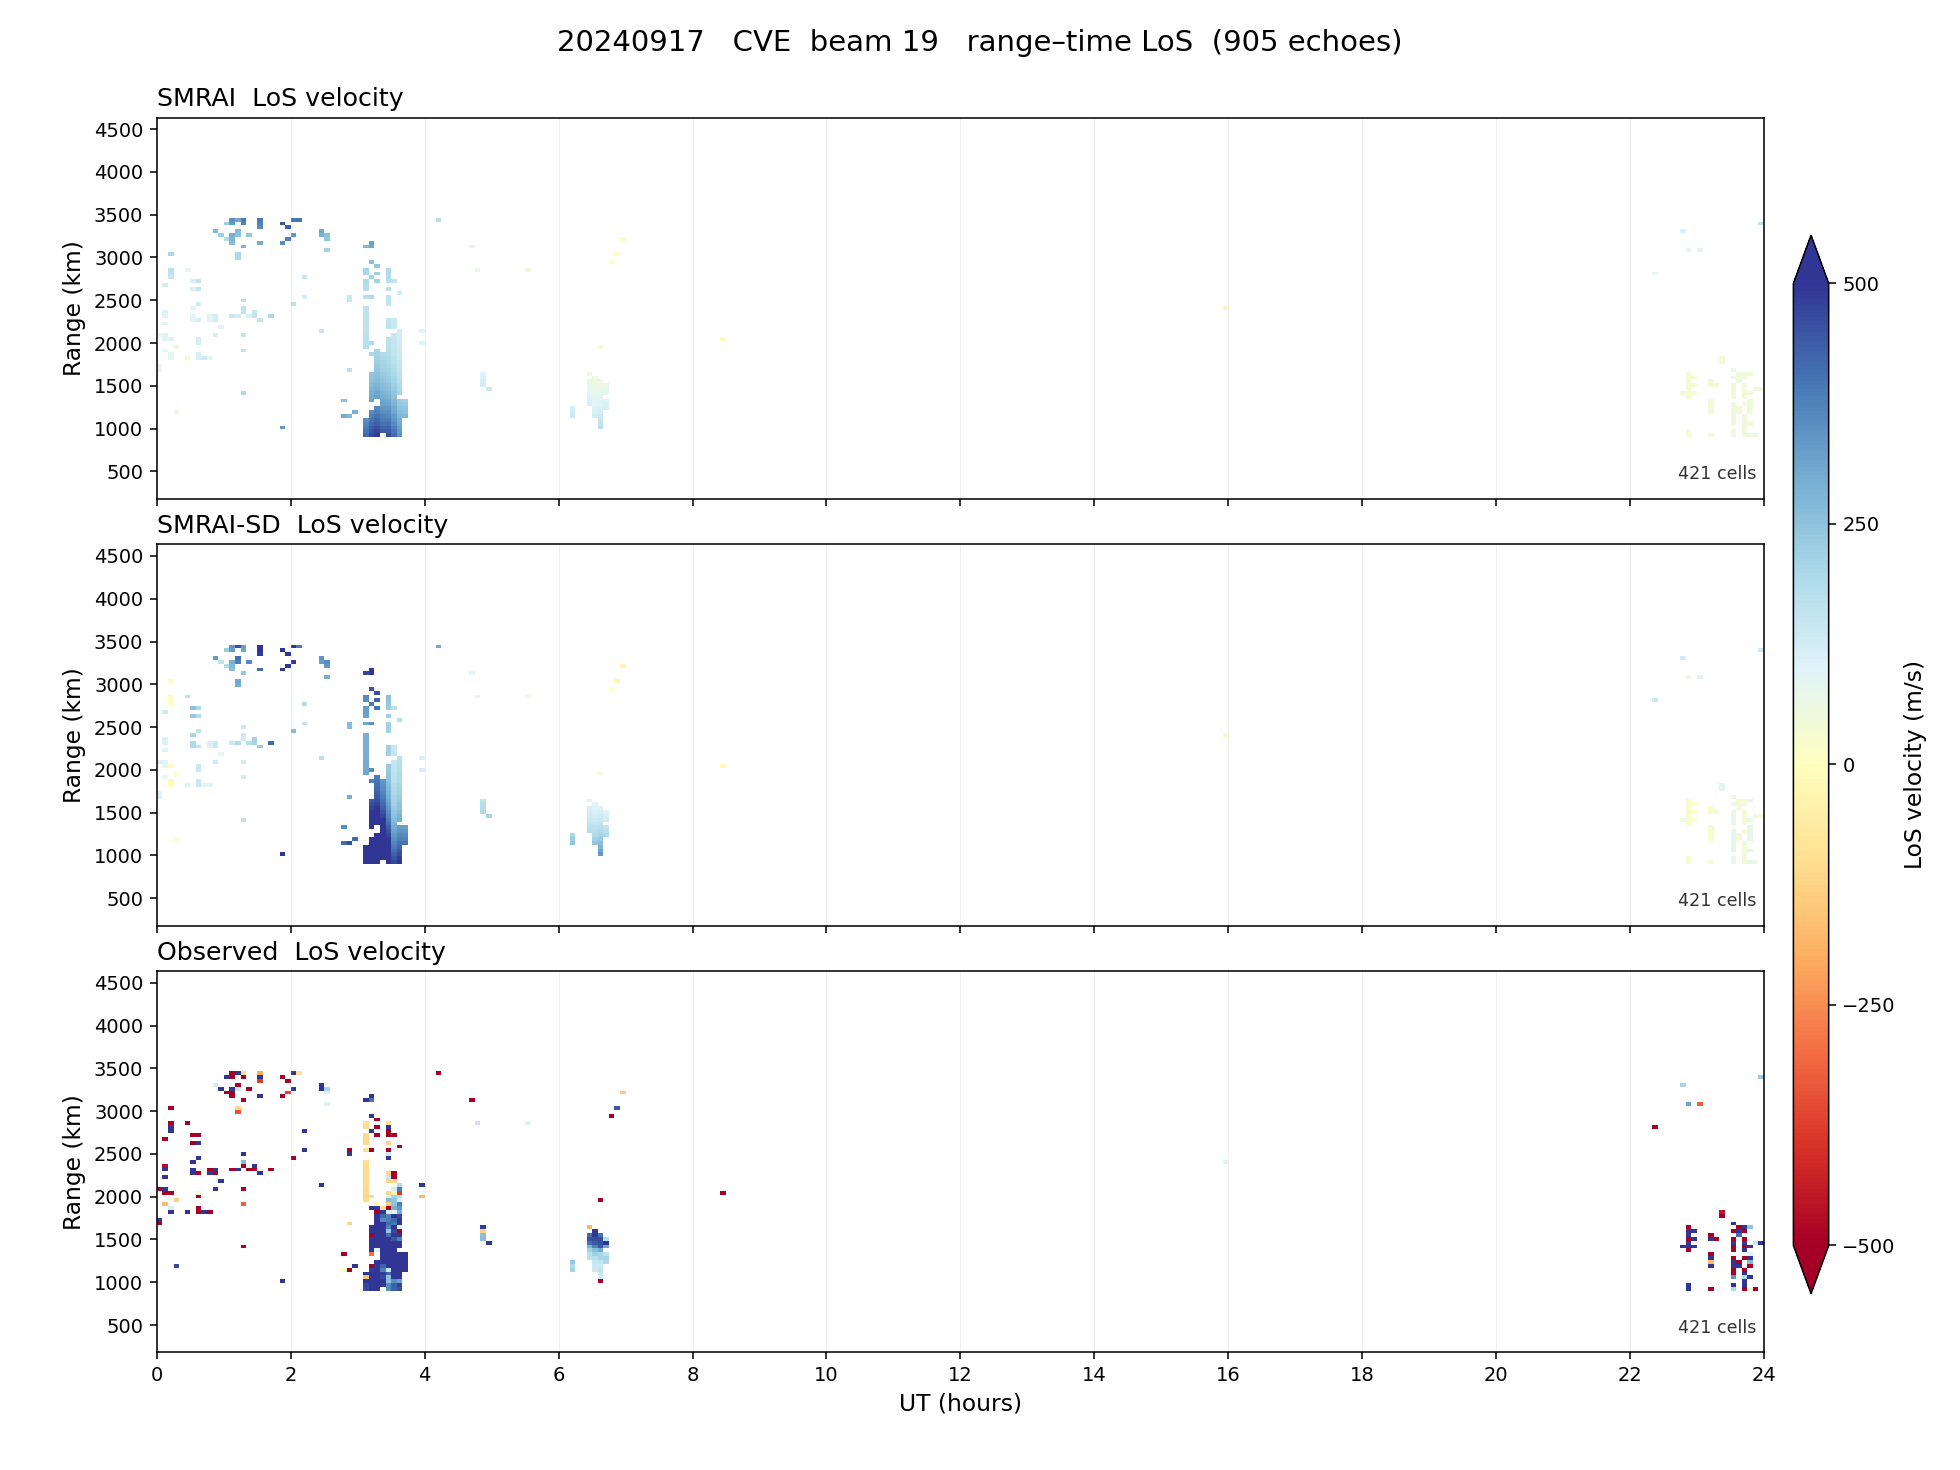 20240917   CVE  beam 19   range–time LoS  (905 echoes)
SMRAI  LoS velocity
4500
4000
3500
3000
2500
2000
1500
1000
500
Range (km)
421 cells
SMRAI-SD  LoS velocity
4500
4000
3500
3000
2500
2000
1500
1000
500
Range (km)
421 cells
Observed  LoS velocity
4500
4000
3500
3000
2500
2000
1500
1000
500
Range (km)
421 cells
0 2 4 6 8 10 12 14 16 18 20 22 24
UT (hours)
500
250
0
−250
−500
LoS velocity (m/s)